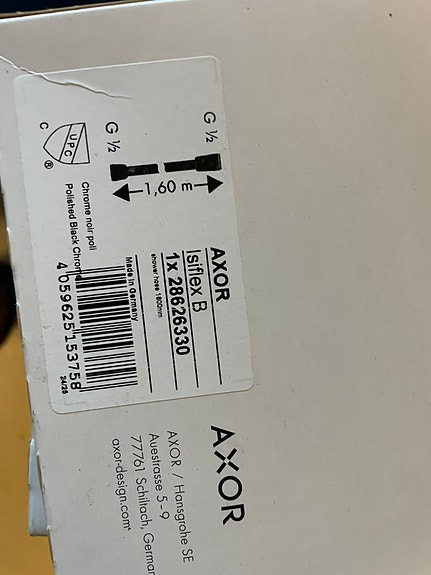 AXOR
Isiflex B
1x 28626330
shower hose 1600mm
Made in Germany
G ½
1,60 m
G ½
C
UPC
®
Chrome noir poli
Polished Black Chrome
4 059625 153758
24/25
AXOR
AXOR / Hansgrohe SE
Auestrasse 5–9
77761 Schiltach, German
axor-design.com